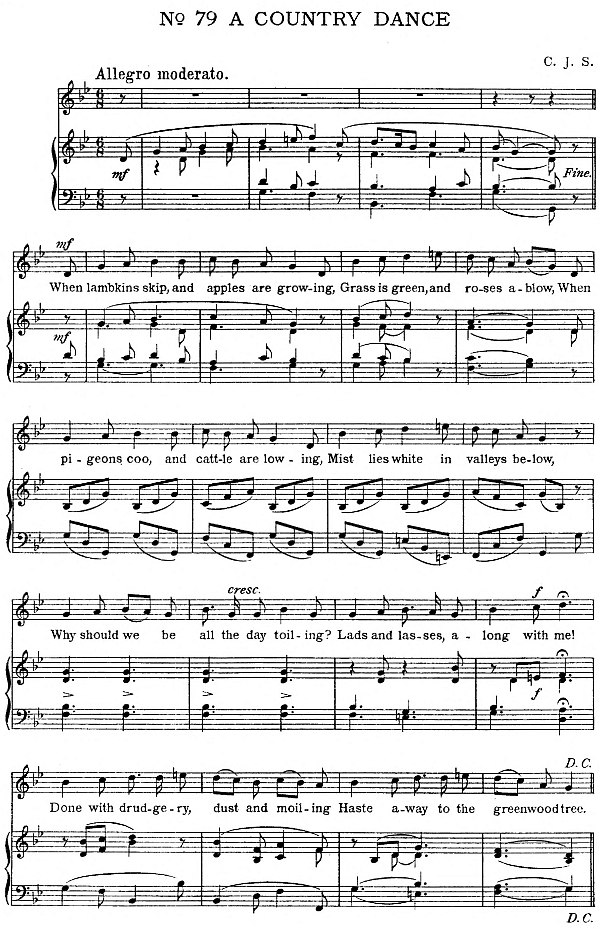 Nº 79 A COUNTRY DANCE
C. J. S.
Allegro moderato.
mf
Fine.
mf
When lambkins skip, and apples are grow-ing, Grass is green, and ro-ses a-blow, When
mf
pi-geons coo, and catt-le are low-ing, Mist lies white in valleys be-low,
cresc. f
Why should we be all the day toil-ing? Lads and las-ses, a-long with me!
f
D.C.
Done with drud-ge-ry, dust and moil-ing Haste a-way to the greenwood tree.
D.C.